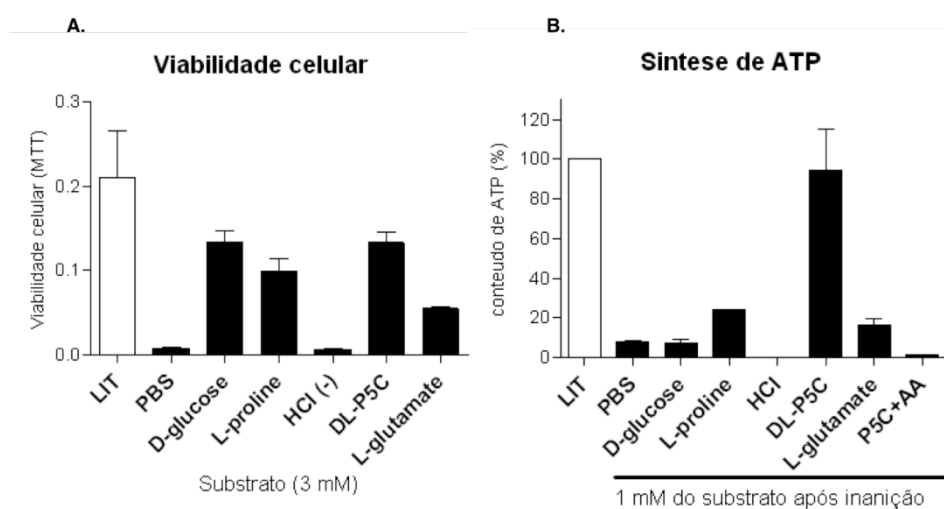 A.
Viabilidade celular
Viabilidade celular (MTT)
0.3
0.2
0.1
0.0
LIT
PBS
D-glucose
L-proline
HCl (-)
DL-P5C
L-glutamate
Substrato (3 mM)
B.
Sintese de ATP
conteudo de ATP (%)
120
100
80
60
40
20
0
LIT
PBS
D-glucose
L-proline
HCl
DL-P5C
L-glutamate
P5C+AA
1 mM do substrato após inanição